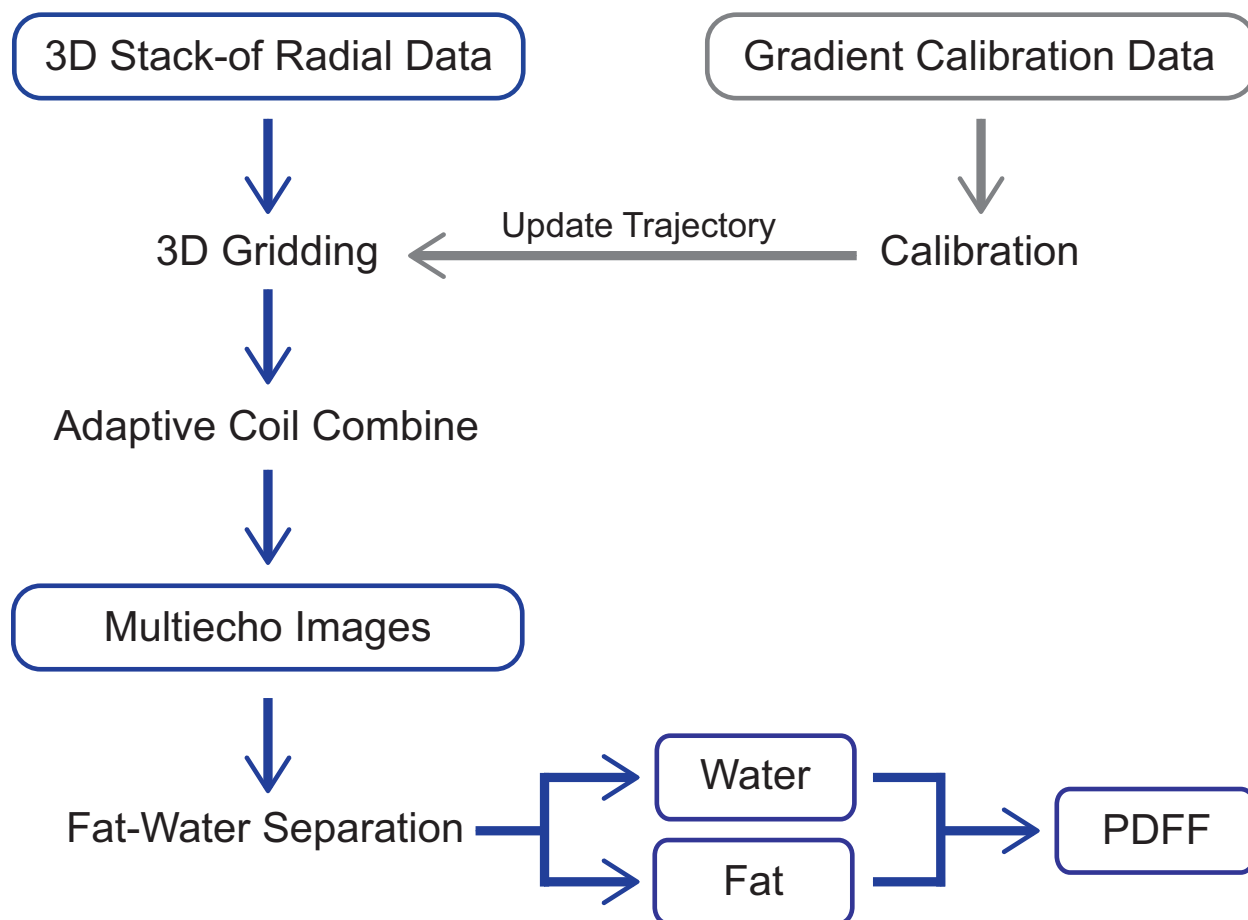 3D Stack-of Radial Data
Gradient Calibration Data
Update Trajectory
3D Gridding
Calibration
Adaptive Coil Combine
Multiecho Images
Water
Fat-Water Separation
PDFF
Fat